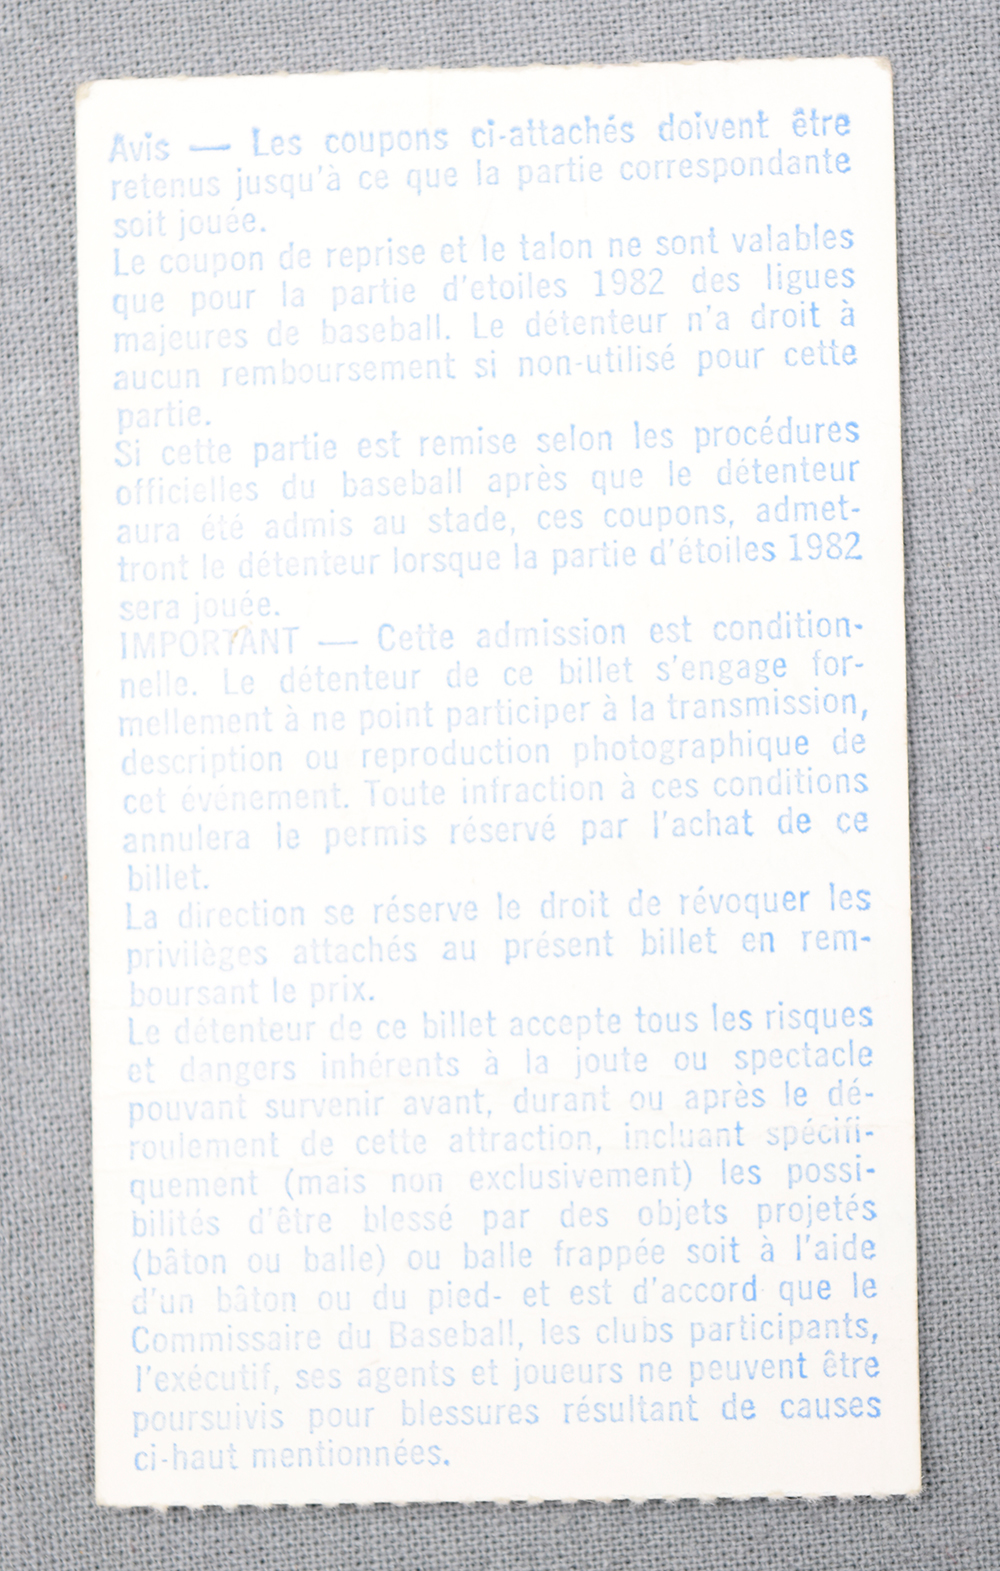 Avis — Les coupons ci-attachés doivent être
retenus jusqu'à ce que la partie correspondante
soit jouée.
Le coupon de reprise et le talon ne sont valables
que pour la partie d'etoiles 1982 des ligues
majeures de baseball. Le détenteur n'a droit à
aucun remboursement si non-utilisé pour cette
partie.
Si cette partie est remise selon les procédures
officielles du baseball après que le détenteur
aura été admis au stade, ces coupons, admet-
tront le détenteur lorsque la partie d'étoiles 1982
sera jouée.
IMPORTANT — Cette admission est condition-
nelle. Le détenteur de ce billet s'engage for-
mellement à ne point participer à la transmission,
description ou reproduction photographique de
cet événement. Toute infraction à ces conditions
annulera le permis réservé par l'achat de ce
billet.
La direction se réserve le droit de révoquer les
privilèges attachés au présent billet en rem-
boursant le prix.
Le détenteur de ce billet accepte tous les risques
et dangers inhérents à la joute ou spectacle
pouvant survenir avant, durant ou après le dé-
roulement de cette attraction, incluant spécifi-
quement (mais non exclusivement) les possi-
bilités d'être blessé par des objets projetés
(bâton ou balle) ou balle frappée soit à l'aide
d'un bâton ou du pied- et est d'accord que le
Commissaire du Baseball, les clubs participants,
l'exécutif, ses agents et joueurs ne peuvent être
poursuivis pour blessures résultant de causes
ci-haut mentionnées.